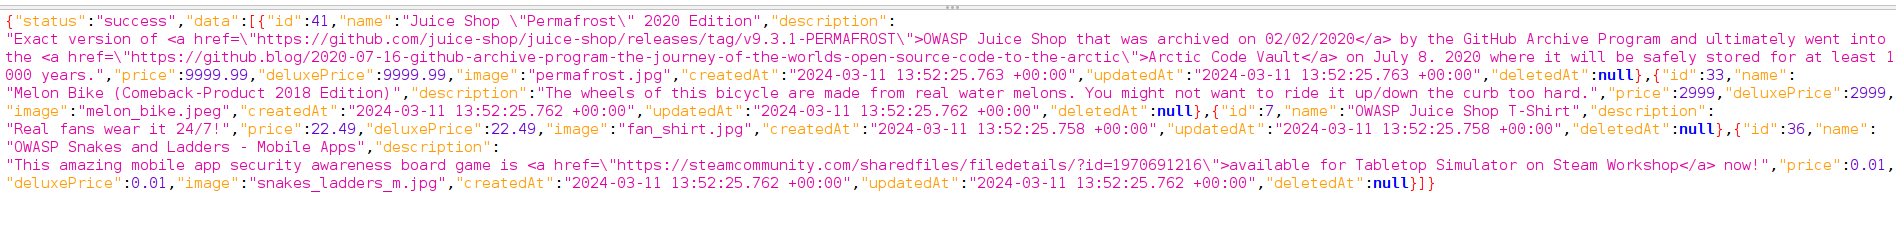 {"status":"success","data":[{"id":41,"name":"Juice Shop \"Permafrost\" 2020 Edition","description":
"Exact version of <a href=\"https://github.com/juice-shop/juice-shop/releases/tag/v9.3.1-PERMAFROST\">OWASP Juice Shop that was archived on 02/02/2020</a> by the GitHub Archive Program and ultimately went into
the <a href=\"https://github.blog/2020-07-16-github-archive-program-the-journey-of-the-worlds-open-source-code-to-the-arctic\">Arctic Code Vault</a> on July 8. 2020 where it will be safely stored for at least 1
000 years.","price":9999.99,"deluxePrice":9999.99,"image":"permafrost.jpg","createdAt":"2024-03-11 13:52:25.763 +00:00","updatedAt":"2024-03-11 13:52:25.763 +00:00","deletedAt":null},{"id":33,"name":
"Melon Bike (Comeback-Product 2018 Edition)","description":"The wheels of this bicycle are made from real water melons. You might not want to ride it up/down the curb too hard.","price":2999,"deluxePrice":2999,
"image":"melon_bike.jpeg","createdAt":"2024-03-11 13:52:25.762 +00:00","updatedAt":"2024-03-11 13:52:25.762 +00:00","deletedAt":null},{"id":7,"name":"OWASP Juice Shop T-Shirt","description":
"Real fans wear it 24/7!","price":22.49,"deluxePrice":22.49,"image":"fan_shirt.jpg","createdAt":"2024-03-11 13:52:25.758 +00:00","updatedAt":"2024-03-11 13:52:25.758 +00:00","deletedAt":null},{"id":36,"name":
"OWASP Snakes and Ladders - Mobile Apps","description":
"This amazing mobile app security awareness board game is <a href=\"https://steamcommunity.com/sharedfiles/filedetails/?id=1970691216\">available for Tabletop Simulator on Steam Workshop</a> now!","price":0.01,
"deluxePrice":0.01,"image":"snakes_ladders_m.jpg","createdAt":"2024-03-11 13:52:25.762 +00:00","updatedAt":"2024-03-11 13:52:25.762 +00:00","deletedAt":null}]}